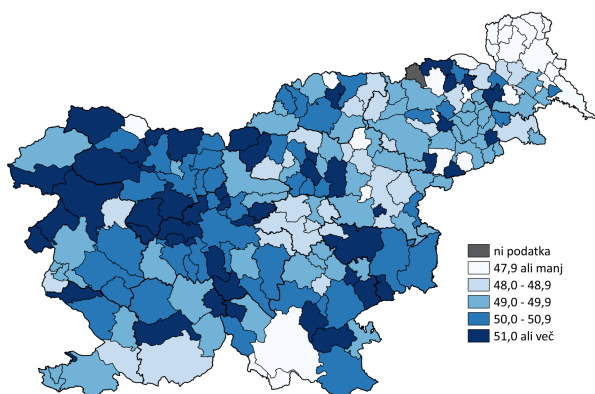 ni podatka
47,9 ali manj
48,0 - 48,9
49,0 - 49,9
50,0 - 50,9
51,0 ali več